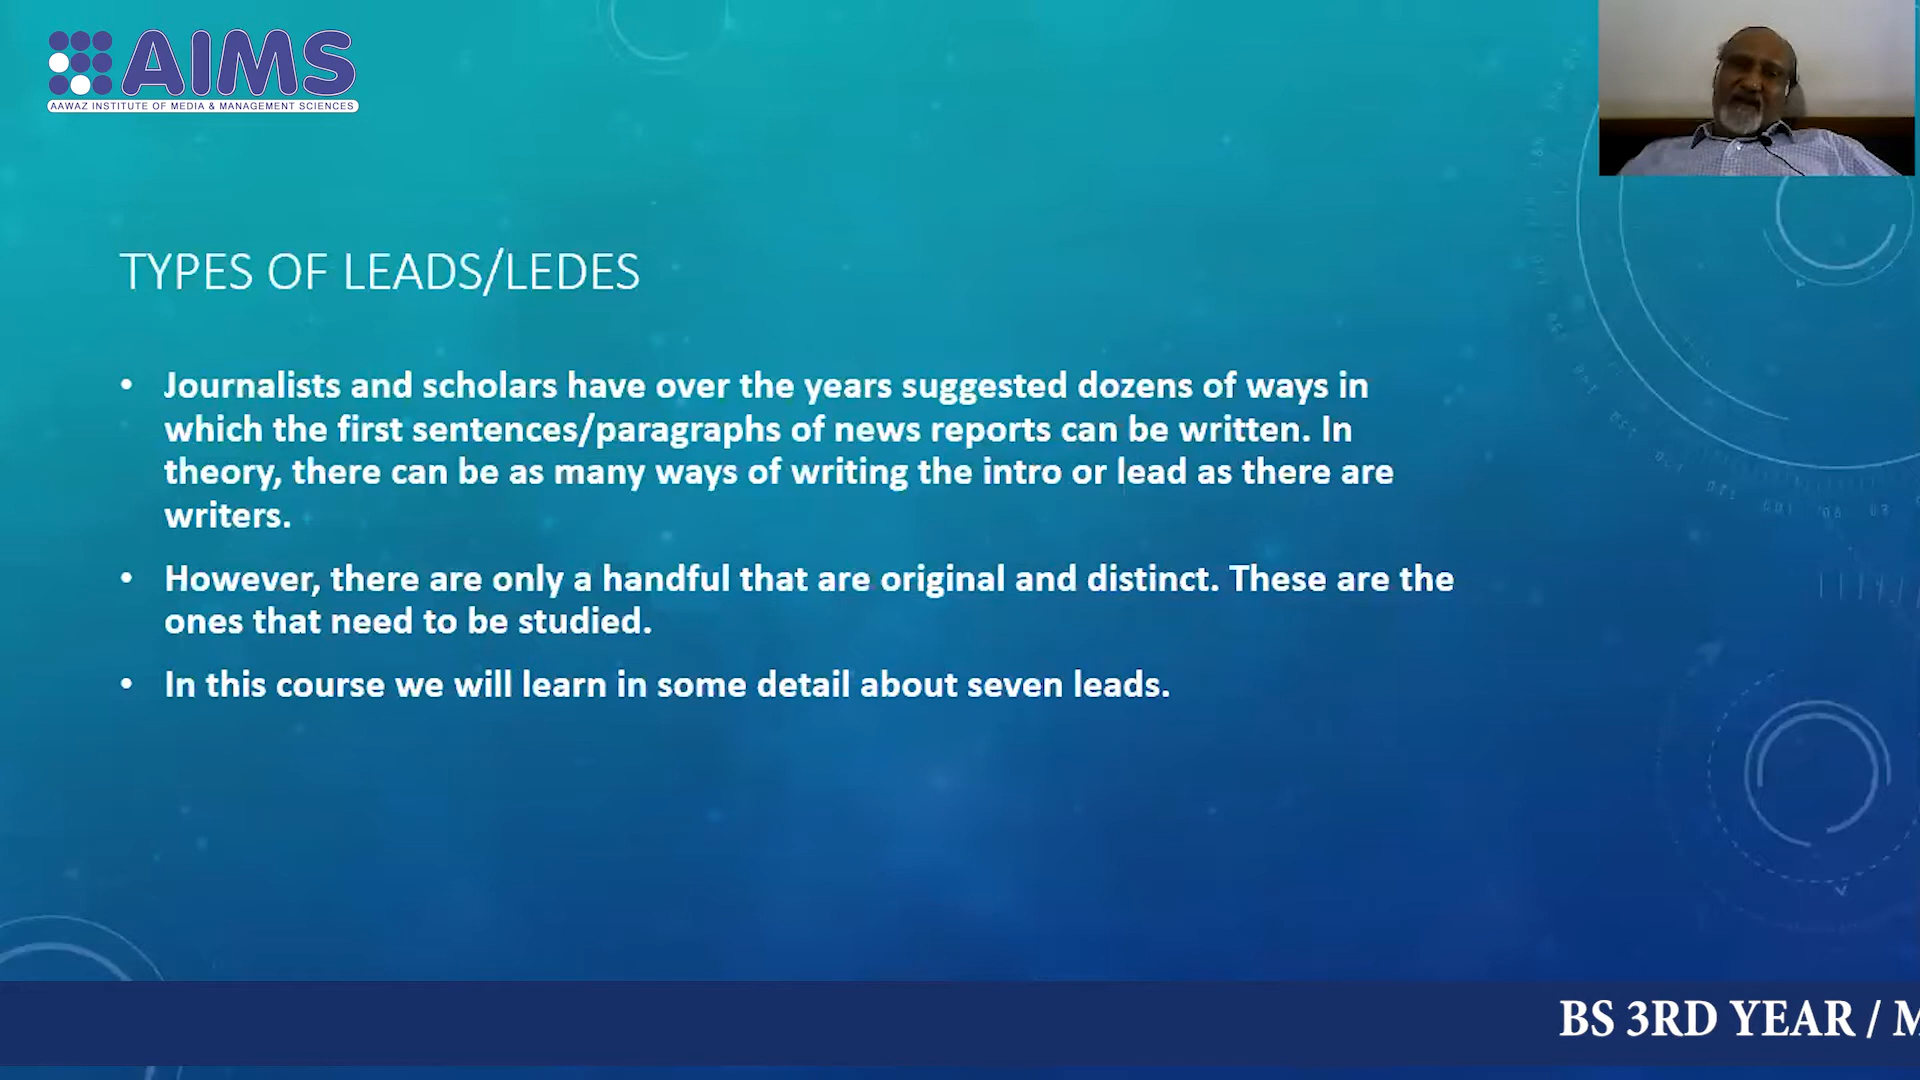 AIMS
AAWAZ INSTITUTE OF MEDIA & MANAGEMENT SCIENCES
TYPES OF LEADS/LEDES
• Journalists and scholars have over the years suggested dozens of ways in
which the first sentences/paragraphs of news reports can be written. In
theory, there can be as many ways of writing the intro or lead as there are
writers.
• However, there are only a handful that are original and distinct. These are the
ones that need to be studied.
• In this course we will learn in some detail about seven leads.
BS 3RD YEAR / M